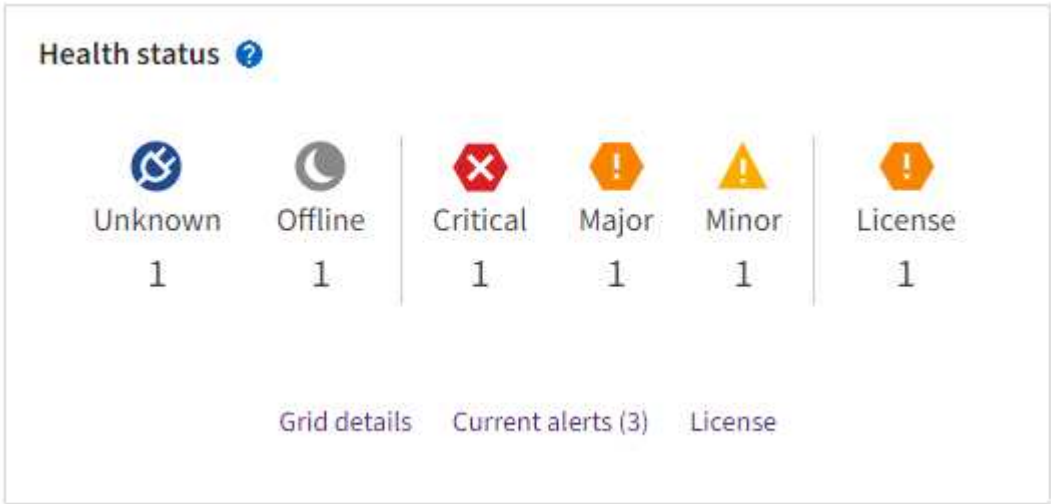 Health status
Unknown Offline Critical Major Minor License
1 1 1 1 1 1
Grid details Current alerts (3) License